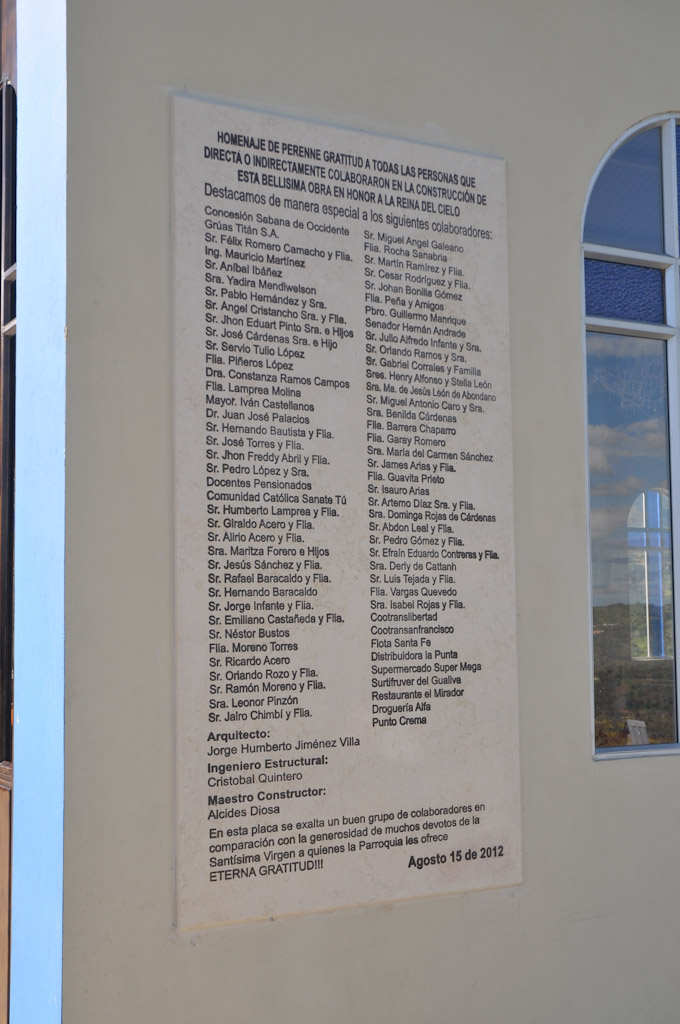 HOMENAJE DE PERENNE GRATITUD A TODAS LAS PERSONAS QUE
DIRECTA O INDIRECTAMENTE COLABORARON EN LA CONSTRUCCIÓN DE
ESTA BELLISIMA OBRA EN HONOR A LA REINA DEL CIELO
Destacamos de manera especial a los siguientes colaboradores:
Concesión Sabana de Occidente
Grúas Titán S.A.
Sr. Félix Romero Camacho y Flia.
Ing. Mauricio Martínez
Sr. Aníbal Ibáñez
Sra. Yadira Mendiwelson
Sr. Pablo Hernández y Sra.
Sr. Angel Cristancho Sra. y Flia.
Sr. Jhon Eduart Pinto Sra. e Hijos
Sr. José Cárdenas Sra. e Hijo
Sr. Servio Tulio López
Flia. Piñeros López
Dra. Constanza Ramos Campos
Flia. Lamprea Molina
Mayor. Iván Castellanos
Dr. Juan José Palacios
Sr. Hernando Bautista y Flia.
Sr. José Torres y Flia.
Sr. Jhon Freddy Abril y Flia.
Sr. Pedro López y Sra.
Docentes Pensionados
Comunidad Católica Sanate Tú
Sr. Humberto Lamprea y Flia.
Sr. Giraldo Acero y Flia.
Sr. Alirio Acero y Flia.
Sra. Maritza Forero e Hijos
Sr. Jesús Sánchez y Flia.
Sr. Rafael Baracaldo y Flia.
Sr. Hernando Baracaldo
Sr. Jorge Infante y Flia.
Sr. Emiliano Castañeda y Flia.
Sr. Néstor Bustos
Flia. Moreno Torres
Sr. Ricardo Acero
Sr. Orlando Rozo y Flia.
Sr. Ramón Moreno y Flia.
Sra. Leonor Pinzón
Sr. Jairo Chimbí y Flia.
Sr. Miguel Angel Galeano
Flia. Rocha Sanabria
Sr. Martín Ramírez y Flia.
Sr. Cesar Rodríguez y Flia.
Sr. Johan Bonilla Gómez
Flia. Peña y Amigos
Pbro. Guillermo Manrique
Senador Hernán Andrade
Sr. Julio Alfredo Infante y Sra.
Sr. Orlando Ramos y Sra.
Sr. Gabriel Corrales y Familia
Sres. Henry Alfonso y Stella León
Sra. Ma. de Jesús León de Abondano
Sr. Miguel Antonio Caro y Sra.
Sra. Benilda Cárdenas
Flia. Barrera Chaparro
Flia. Garay Romero
Sra. María del Carmen Sánchez
Sr. James Arias y Flia.
Flia. Guavita Prieto
Sr. Isauro Arias
Sr. Artemo Díaz Sra. y Flia.
Sra. Dominga Rojas de Cárdenas
Sr. Abdon Leal y Flia.
Sr. Pedro Gómez y Flia.
Sr. Efraín Eduardo Contreras y Flia.
Sra. Derly de Cattanh
Sr. Luis Tejada y Flia.
Flia. Vargas Quevedo
Sra. Isabel Rojas y Flia.
Cootranslibertad
Cootransanfrancisco
Flota Santa Fe
Distribuidora la Punta
Supermercado Super Mega
Surtifruver del Gualiva
Restaurante el Mirador
Droguería Alfa
Punto Crema
Arquitecto:
Jorge Humberto Jiménez Villa
Ingeniero Estructural:
Cristobal Quintero
Maestro Constructor:
Alcides Diosa
En esta placa se exalta un buen grupo de colaboradores en
comparación con la generosidad de muchos devotos de la
Santísima Virgen a quienes la Parroquia les ofrece
ETERNA GRATITUD!!!
Agosto 15 de 2012